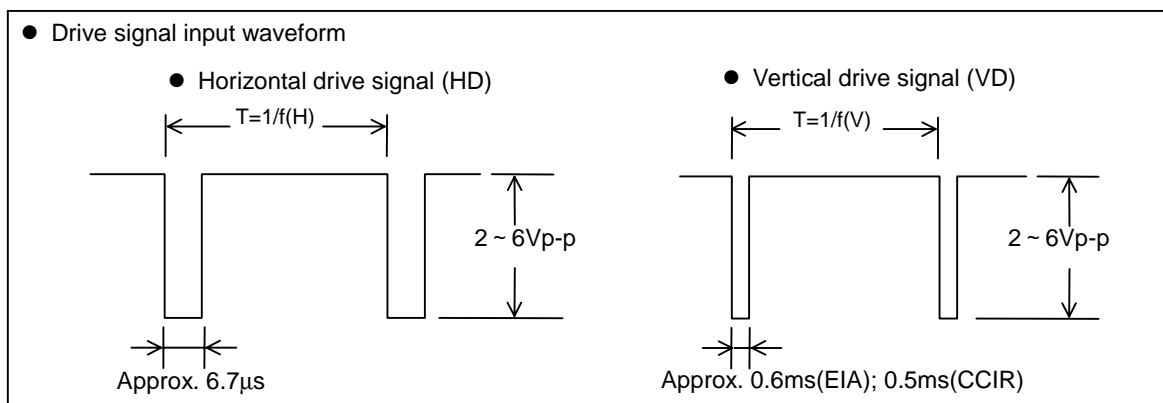 ● Drive signal input waveform
● Horizontal drive signal (HD)
T=1/f(H)
2 ~ 6Vp-p
Approx. 6.7μs
● Vertical drive signal (VD)
T=1/f(V)
2 ~ 6Vp-p
Approx. 0.6ms(EIA); 0.5ms(CCIR)